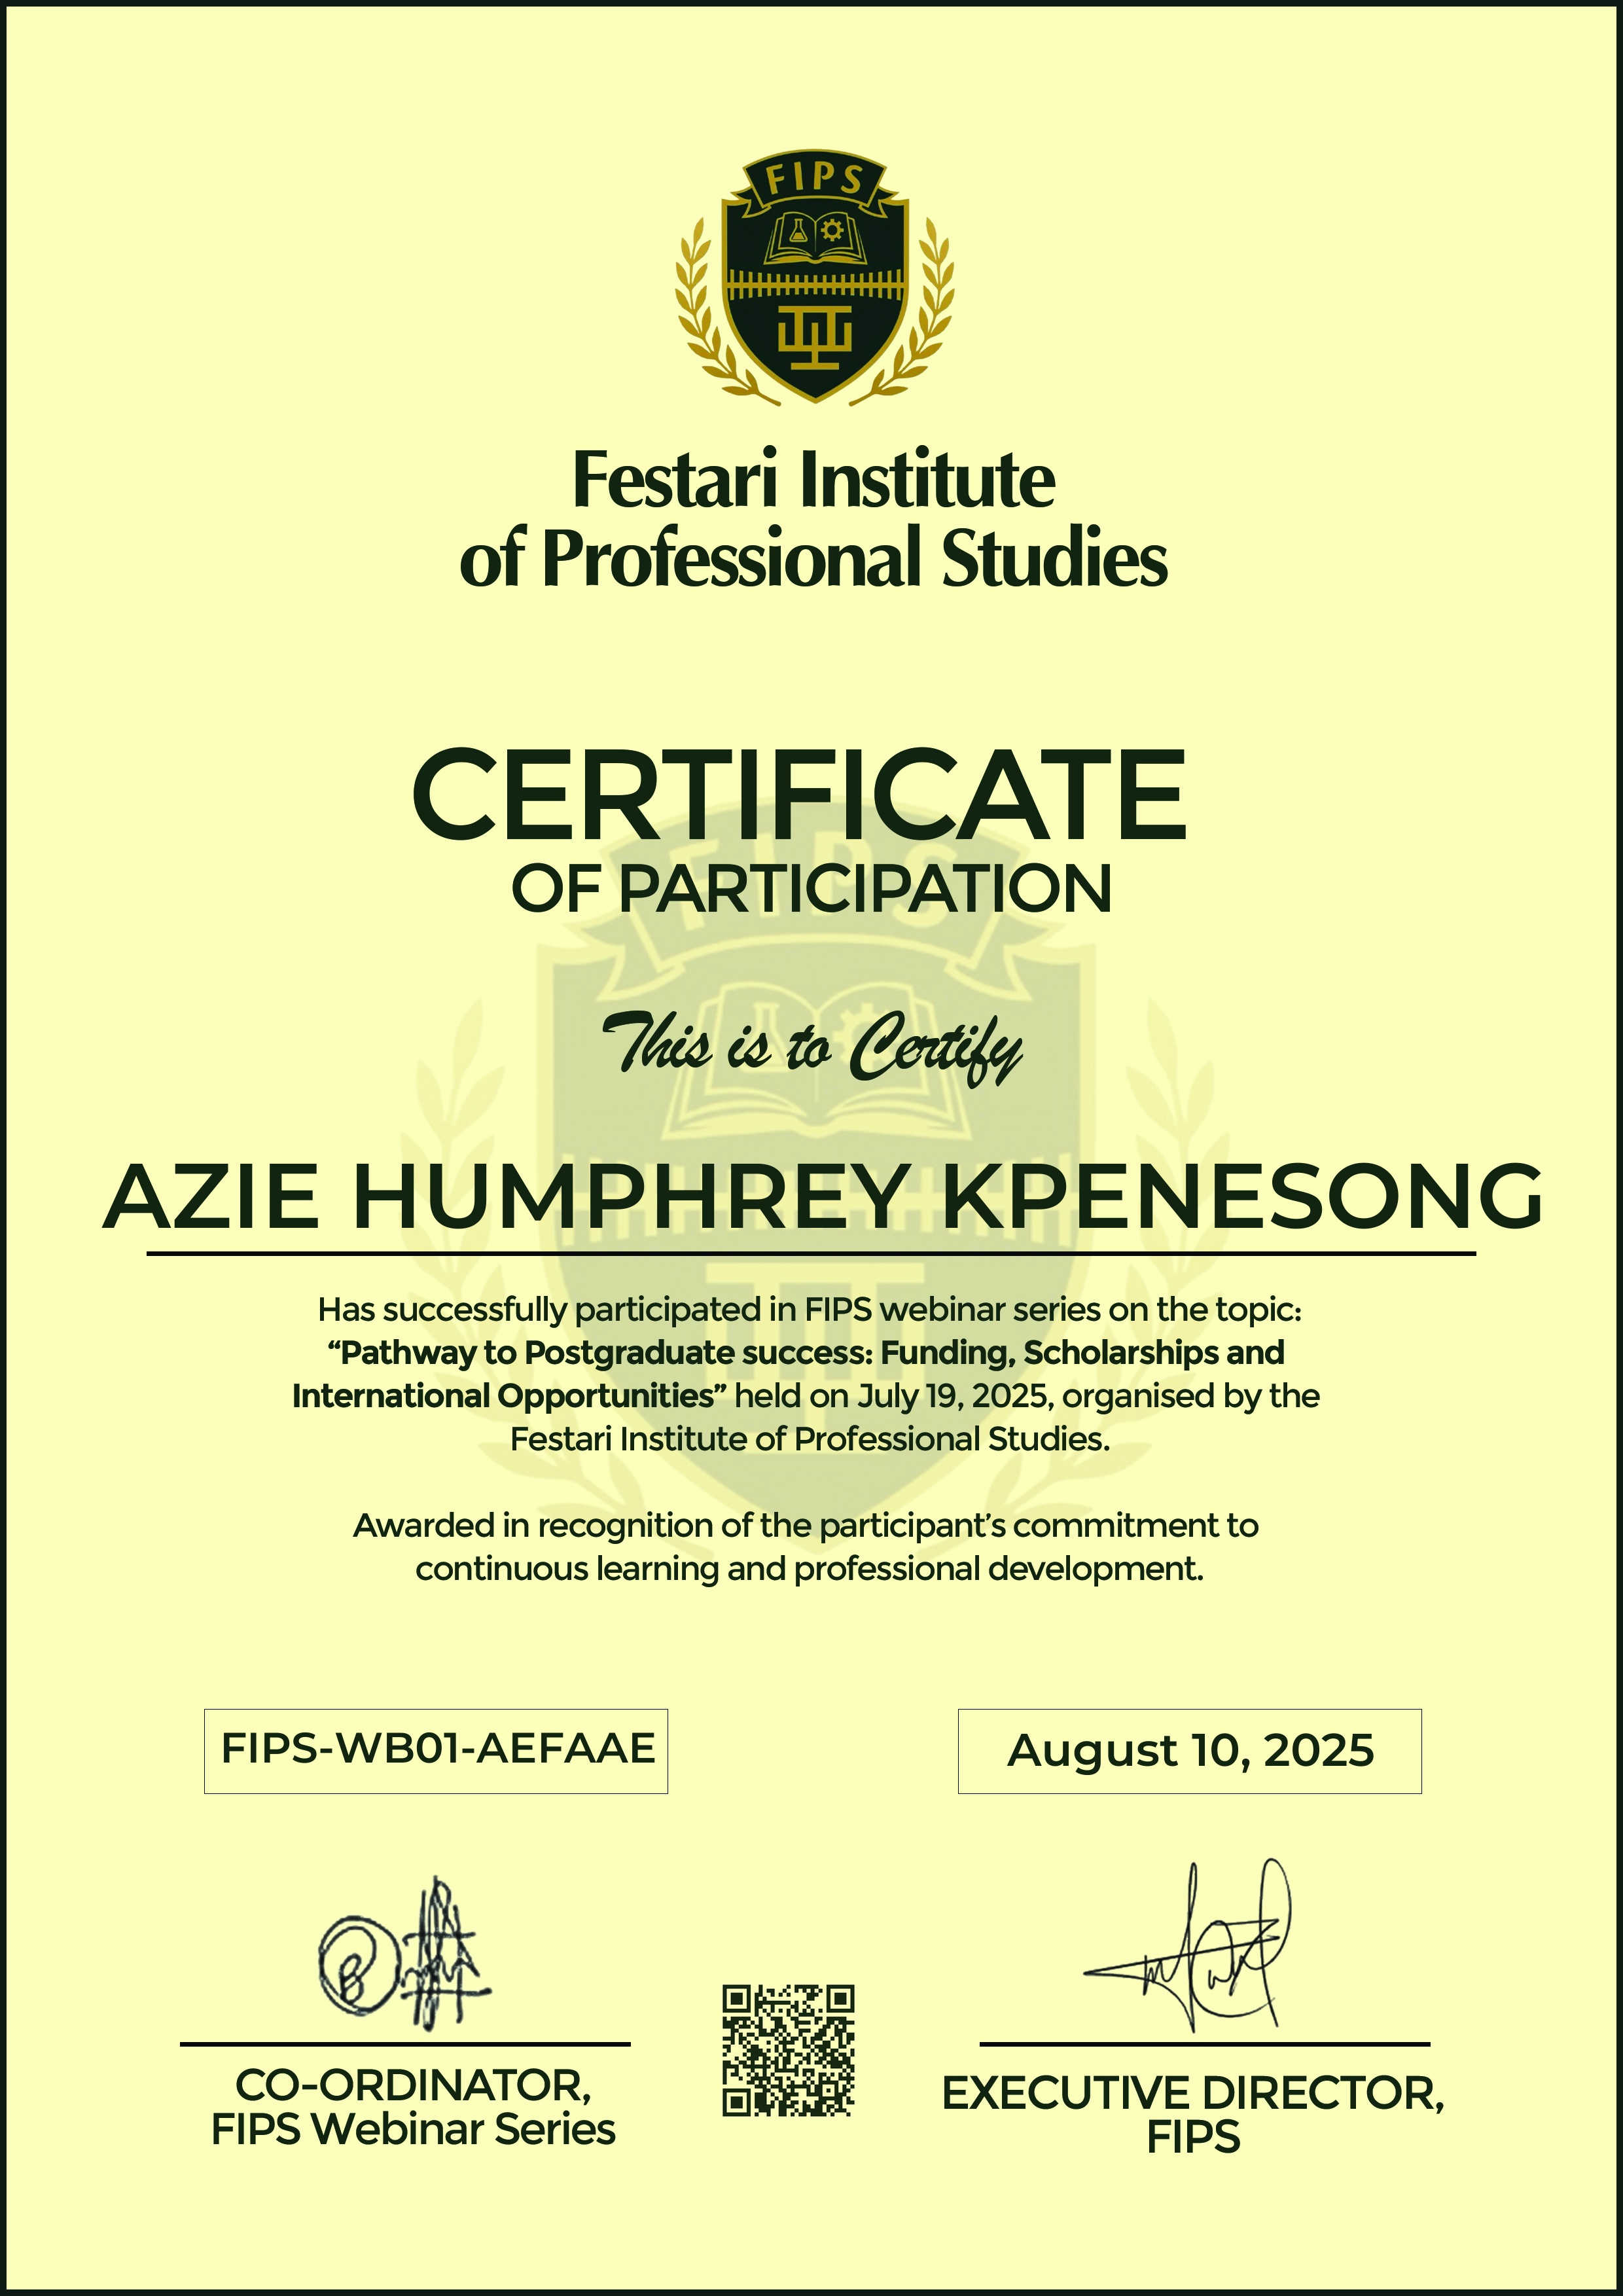 FIPS
Festari Institute
of Professional Studies
CERTIFICATE
OF PARTICIPATION
FIPS
This is to Certify
AZIE HUMPHREY KPENESONG
Has successfully participated in FIPS webinar series on the topic:
“Pathway to Postgraduate success: Funding, Scholarships and
International Opportunities” held on July 19, 2025, organised by the
Festari Institute of Professional Studies.
Awarded in recognition of the participant’s commitment to
continuous learning and professional development.
FIPS-WB01-AEFAAE
August 10, 2025
CO-ORDINATOR,
FIPS Webinar Series
EXECUTIVE DIRECTOR,
FIPS